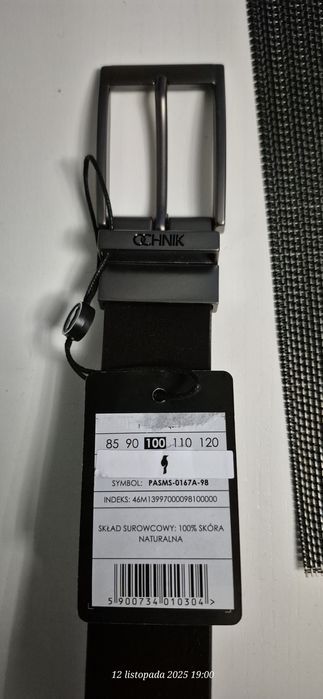 OCHNIK
85 90 100 110 120
SYMBOL: PASMS-0167A-98
INDEKS: 46M13997000098100000
SKŁAD SUROWCOWY: 100% SKÓRA
NATURALNA
5 900734 010304 >
12 listopada 2025 19:00